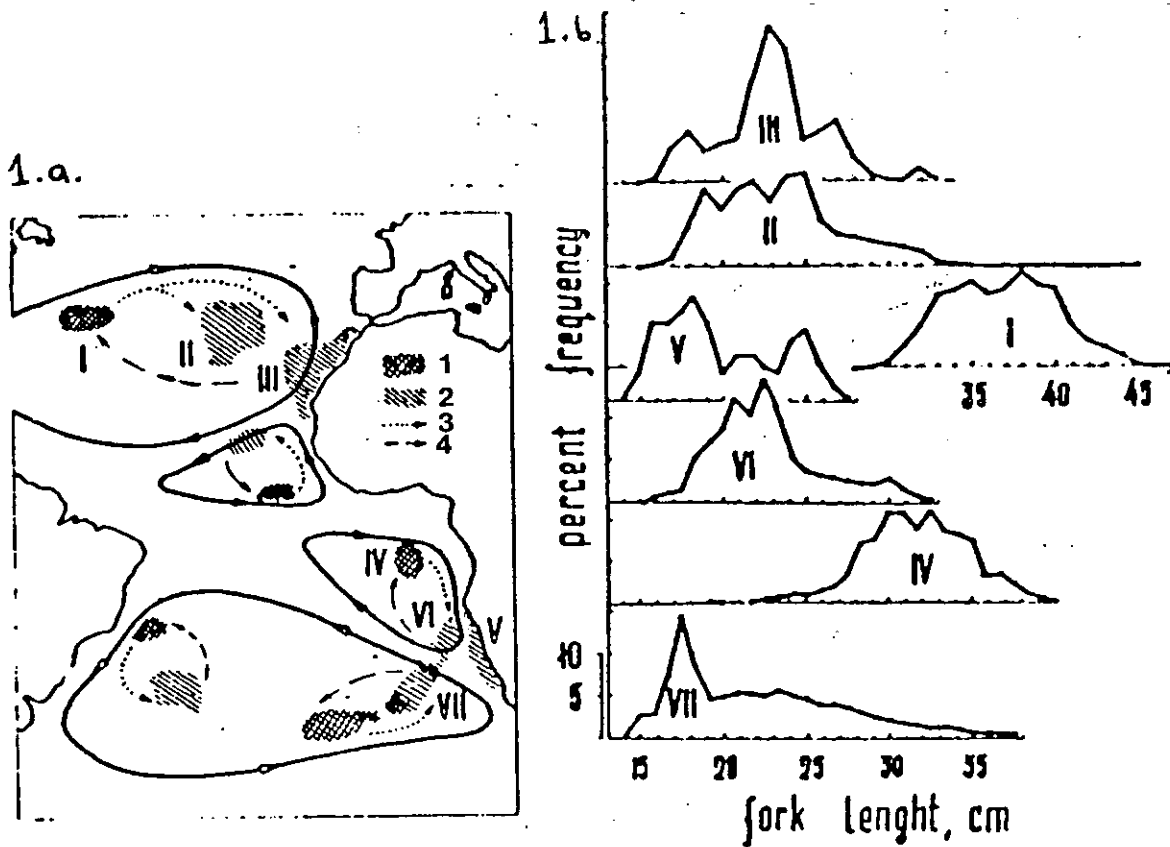 1.a.
I
II
III
IV
VI
V
VII
1
2
3
4
1.b
III
II
V
I
35 40 45
VI
IV
VII
10
5
15 20 25 30 35
percent frequency
fork lenght, cm